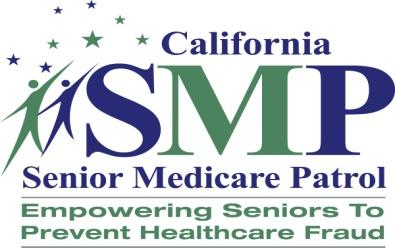 California
SMP
Senior Medicare Patrol
Empowering Seniors To
Prevent Healthcare Fraud